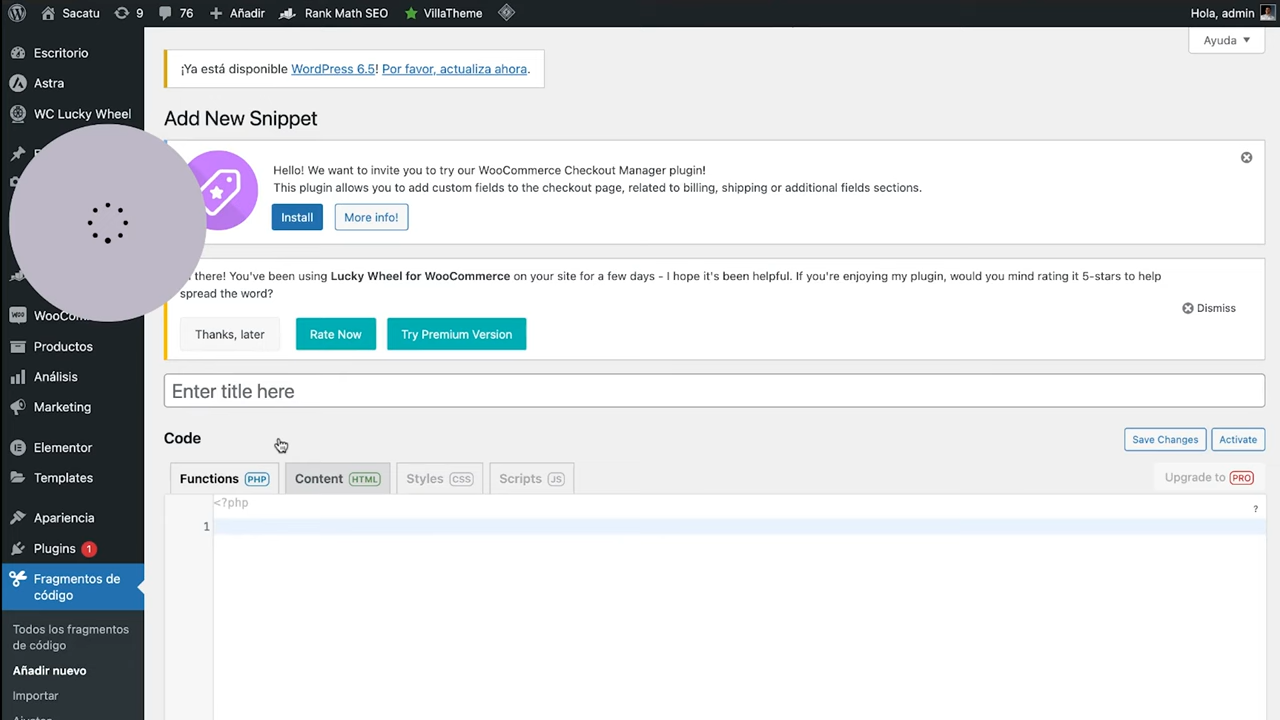 Sacatu 9 76 Añadir Rank Math SEO VillaTheme Hola, admin
Ayuda
Escritorio
Astra
WC Lucky Wheel
WooCom
Productos
Análisis
Marketing
Elementor
Templates
Apariencia
Plugins 1
Fragmentos de
código
Todos los fragmentos
de código
Añadir nuevo
Importar
¡Ya está disponible WordPress 6.5! Por favor, actualiza ahora.
Add New Snippet
Hello! We want to invite you to try our WooCommerce Checkout Manager plugin!
This plugin allows you to add custom fields to the checkout page, related to billing, shipping or additional fields sections.
Install More info!
there! You've been using Lucky Wheel for WooCommerce on your site for a few days - I hope it's been helpful. If you're enjoying my plugin, would you mind rating it 5-stars to help
spread the word?
Dismiss
Thanks, later Rate Now Try Premium Version
Enter title here
Code
Save Changes Activate
Functions PHP Content HTML Styles CSS Scripts JS Upgrade to PRO
<?php
?
1